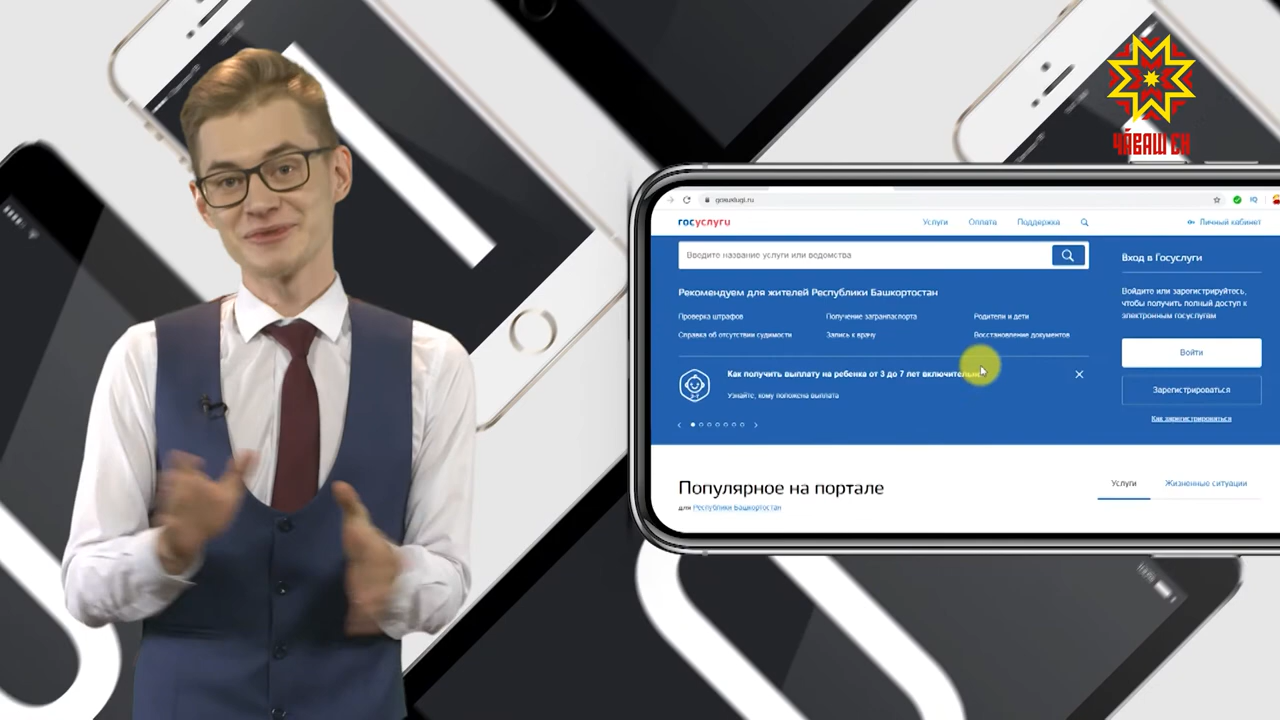 ЧӐВАШ ЕН
gosuslugi.ru
госуслуги
Услуги Оплата Поддержка
Личный кабинет
Введите название услуги или ведомства
Вход в Госуслуги
Рекомендуем для жителей Республики Башкортостан
Войдите или зарегистрируйтесь,
чтобы получить полный доступ к
электронным госуслугам
Проверка штрафов Получение загранпаспорта Родители и дети
Справка об отсутствии судимости Запись к врачу Восстановление документов
Войти
Как получить выплату на ребенка от 3 до 7 лет включительно
Узнайте, кому положена выплата
Зарегистрироваться
Как зарегистрироваться
Популярное на портале
Услуги Жизненные ситуации
для Республики Башкортостан
100%